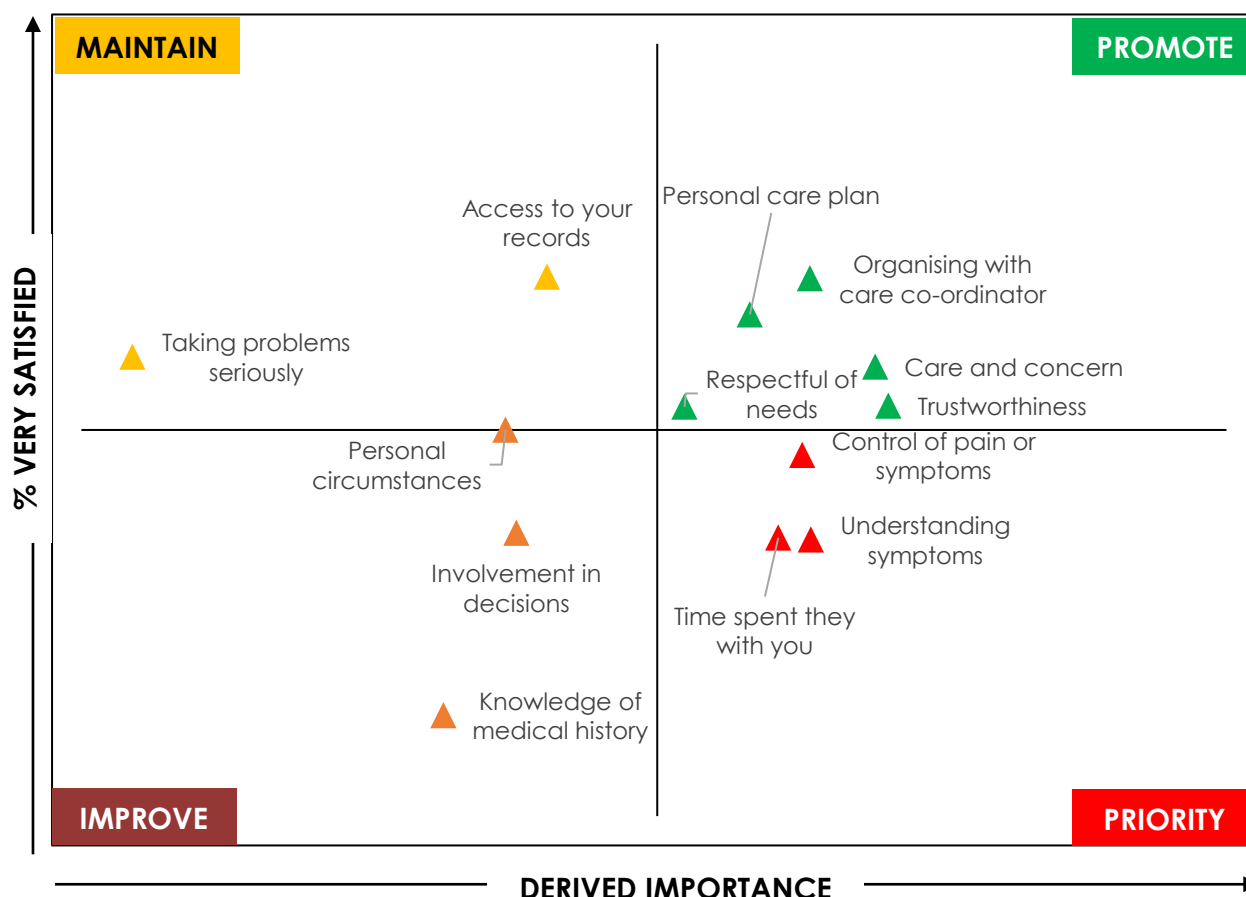 MAINTAIN
PROMOTE
Personal care plan
Access to your
records
Organising with
care co-ordinator
% VERY SATISFIED
Taking problems
seriously
Care and concern
Respectful of
needs
Trustworthiness
Control of pain or
symptoms
Personal
circumstances
Understanding
symptoms
Involvement in
decisions
Time spent they
with you
Knowledge of
medical history
IMPROVE
PRIORITY
DERIVED IMPORTANCE